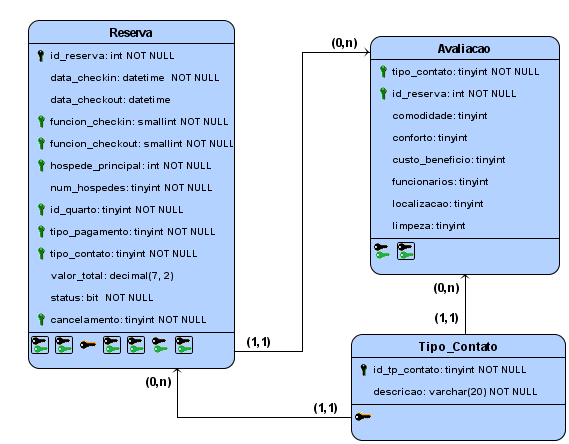 Reserva
id_reserva: int NOT NULL
data_checkin: datetime NOT NULL
data_checkout: datetime
funcion_checkin: smallint NOT NULL
funcion_checkout: smallint NOT NULL
hospede_principal: int NOT NULL
num_hospedes: tinyint NOT NULL
id_quarto: tinyint NOT NULL
tipo_pagamento: tinyint NOT NULL
tipo_contato: tinyint NOT NULL
valor_total: decimal(7, 2)
status: bit NOT NULL
cancelamento: tinyint NOT NULL
(1,1)
(0,n)
(0,n)
Avaliacao
tipo_contato: tinyint NOT NULL
id_reserva: int NOT NULL
comodidade: tinyint
conforto: tinyint
custo_beneficio: tinyint
funcionarios: tinyint
localizacao: tinyint
limpeza: tinyint
(0,n)
(1,1)
Tipo_Contato
id_tp_contato: tinyint NOT NULL
descricao: varchar(20) NOT NULL
(1,1)